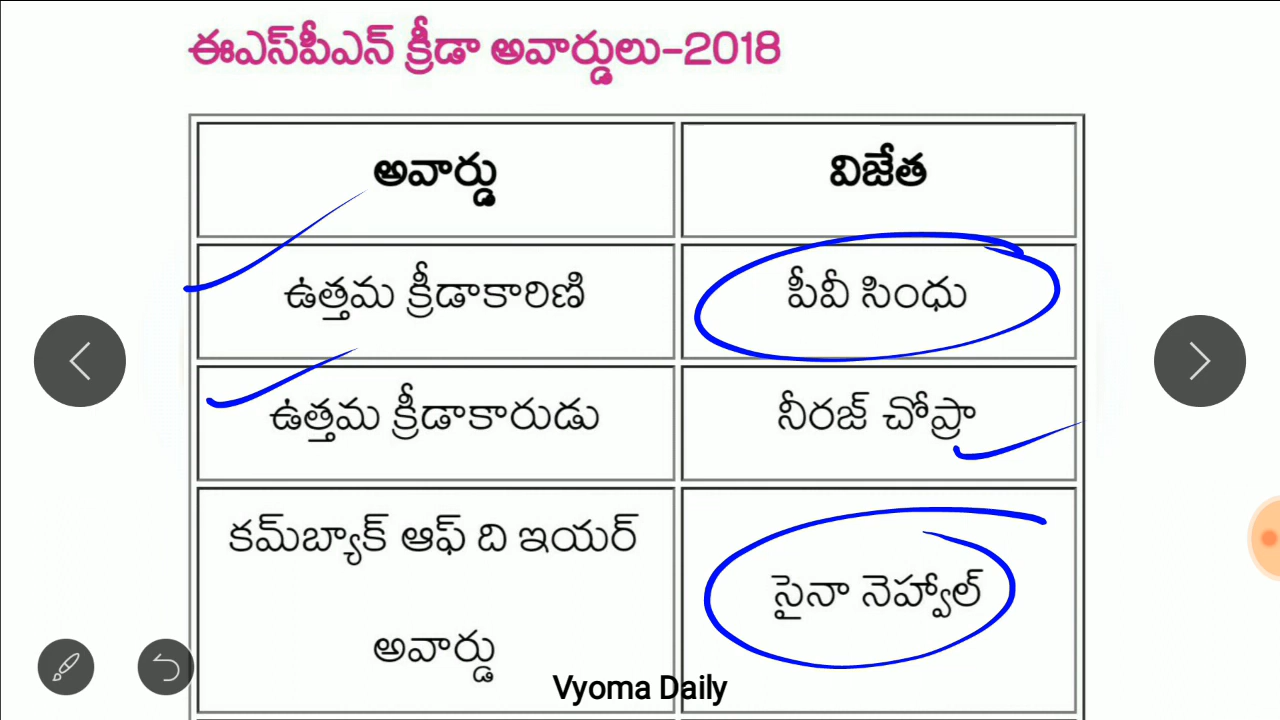 ఈఎస్‌పీఎన్ క్రీడా అవార్డులు-2018
అవార్డు విజేత
ఉత్తమ క్రీడాకారిణి పీవీ సింధు
ఉత్తమ క్రీడాకారుడు నీరజ్ చోప్రా
కమ్‌బ్యాక్ ఆఫ్ ది ఇయర్
అవార్డు
సైనా నెహ్వాల్
Vyoma Daily